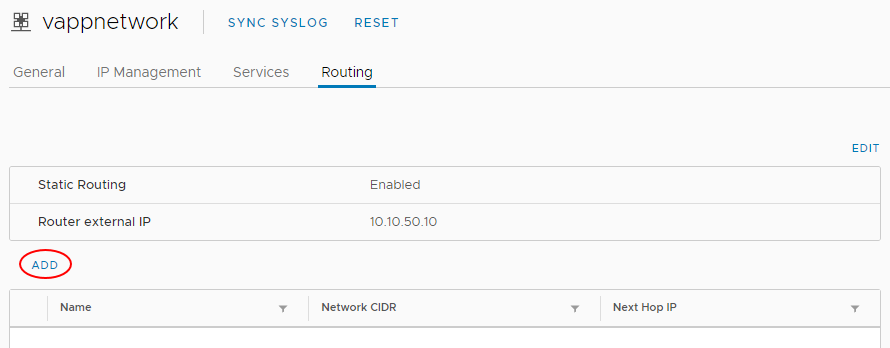 vappnetwork SYNC SYSLOG RESET
General IP Management Services Routing
EDIT
Static Routing Enabled
Router external IP 10.10.50.10
ADD
Name Network CIDR Next Hop IP